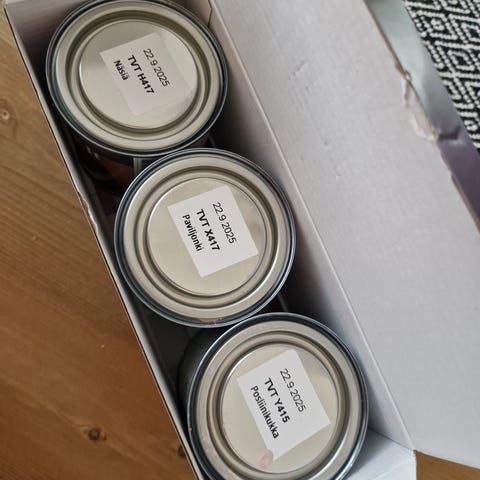 22.9.2025
TVT H417
Näsiä
22.9.2025
TVT X417
Paviljonki
22.9.2025
TVT Y415
Posliinikukka